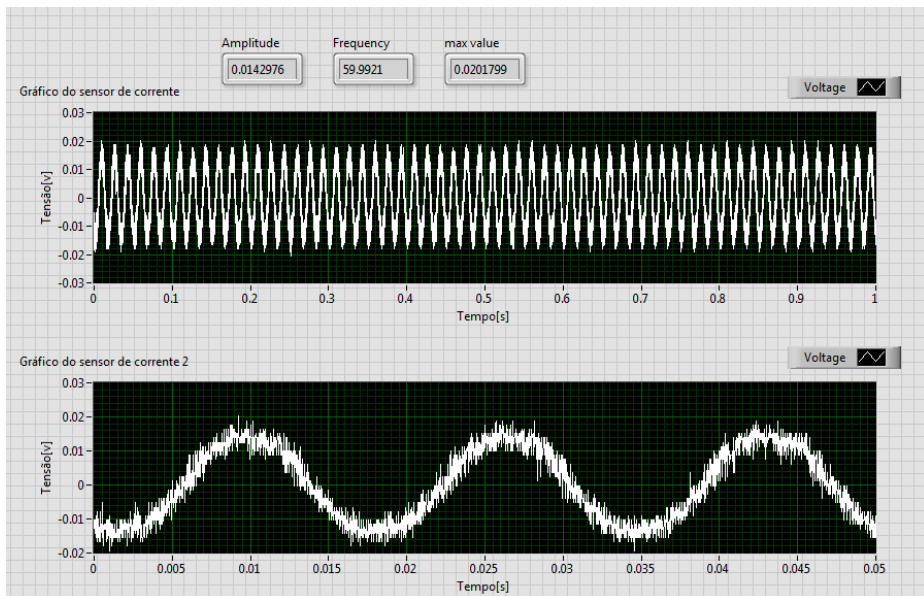 Amplitude Frequency max value
0.0142976 59.9921 0.0201799
Gráfico do sensor de corrente Voltage
0.03
0.02
0.01
0
-0.01
-0.02
-0.03
Tensão[v]
0 0.1 0.2 0.3 0.4 0.5 0.6 0.7 0.8 0.9 1
Tempo[s]
Gráfico do sensor de corrente 2 Voltage
0.03
0.02
0.01
0
-0.01
-0.02
Tensão[v]
0 0.005 0.01 0.015 0.02 0.025 0.03 0.035 0.04 0.045 0.05
Tempo[s]